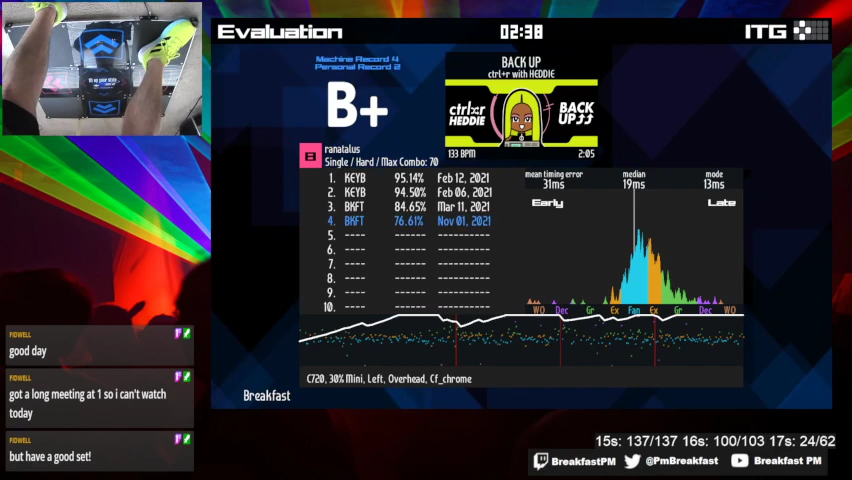 Evaluation
02:38
ITG
Machine Record 4
Personal Record 2
B+
BACK UP
ctrl+r with HEDDIE
ctrl+r
HEDDIE
BACK
UP
133 BPM
2:05
8
ranatalus
Single / Hard / Max Combo: 70
1. KEYB 95.14% Feb 12, 2021
2. KEYB 94.50% Feb 06, 2021
3. BKFT 84.65% Mar 11, 2021
4. BKFT 76.61% Nov 01, 2021
5. ---- ---- ----------
6. ---- ---- ----------
7. ---- ---- ----------
8. ---- ---- ----------
9. ---- ---- ----------
10. ---- ---- ----------
mean timing error
31ms
median
19ms
mode
13ms
Early
Late
WO Dec Gr Ex Fan Ex Gr Dec WO
C720, 30% Mini, Left, Overhead, Cf_chrome
Breakfast
FIDWELL
good day
FIDWELL
got a long meeting at 1 so i can't watch
today
FIDWELL
but have a good set!
15s: 137/137 16s: 100/103 17s: 24/62
BreakfastPM
@PmBreakfast
Breakfast PM